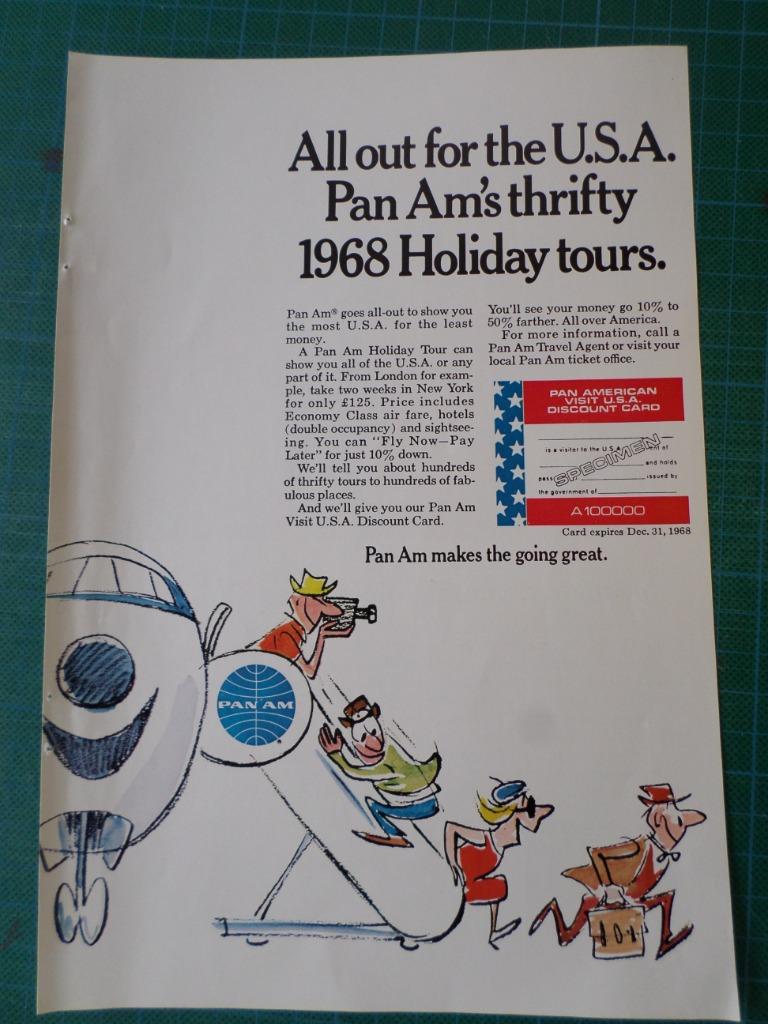 All out for the U.S.A.
Pan Am's thrifty
1968 Holiday tours.
Pan Am® goes all-out to show you
the most U.S.A. for the least
money.
A Pan Am Holiday Tour can
show you all of the U.S.A. or any
part of it. From London for exam-
ple, take two weeks in New York
for only £125. Price includes
Economy Class air fare, hotels
(double occupancy) and sightsee-
ing. You can "Fly Now—Pay
Later" for just 10% down.
We'll tell you about hundreds
of thrifty tours to hundreds of fab-
ulous places.
And we'll give you our Pan Am
Visit U.S.A. Discount Card.
You'll see your money go 10% to
50% farther. All over America.
For more information, call a
Pan Am Travel Agent or visit your
local Pan Am ticket office.
PAN AMERICAN
VISIT U.S.A.
DISCOUNT CARD
is a visitor to the U.S.A.
and holds
SPECIMEN
issued by
the government of
A100000
Card expires Dec. 31, 1968
Pan Am makes the going great.
PAN AM